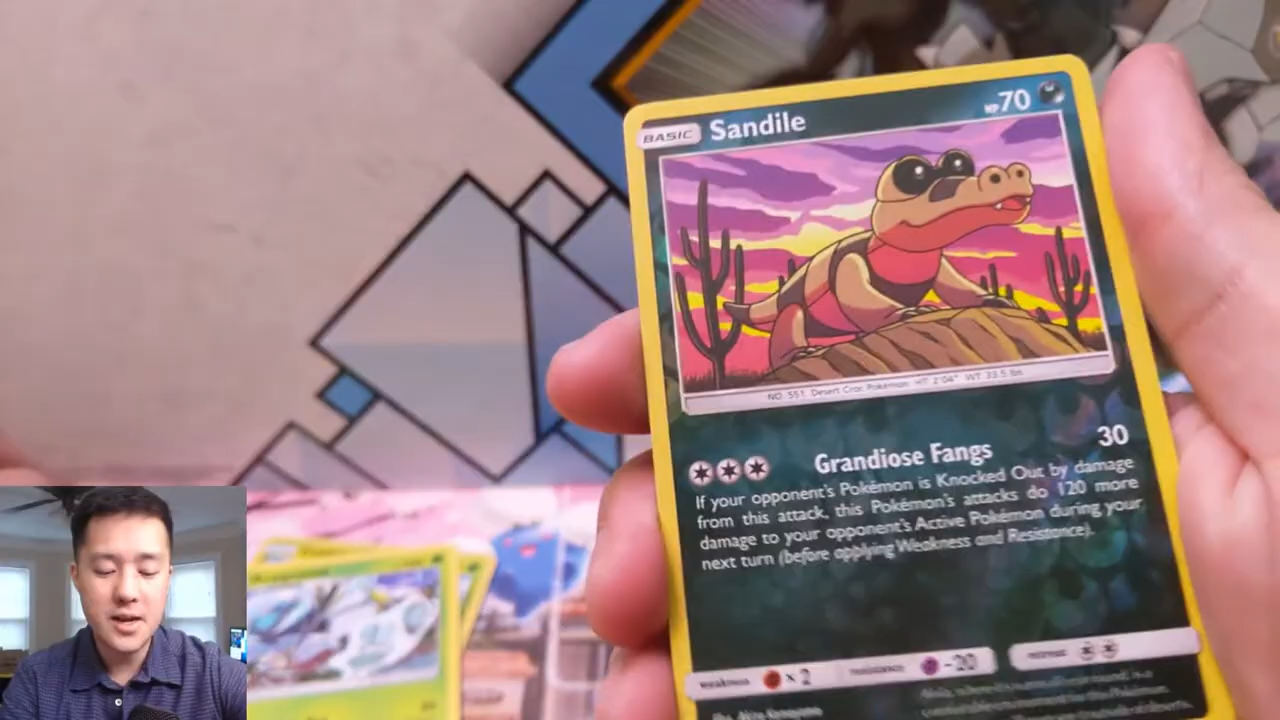 BASIC Sandile HP 70
NO. 551 Desert Croc Pokémon HT 2'04" WT 33.5 lbs.
Grandiose Fangs 30
If your opponent's Pokémon is Knocked Out by damage
from this attack, this Pokémon's attacks do 120 more
damage to your opponent's Active Pokémon during your
next turn (before applying Weakness and Resistance).
weakness ×2 resistance -20 retreat